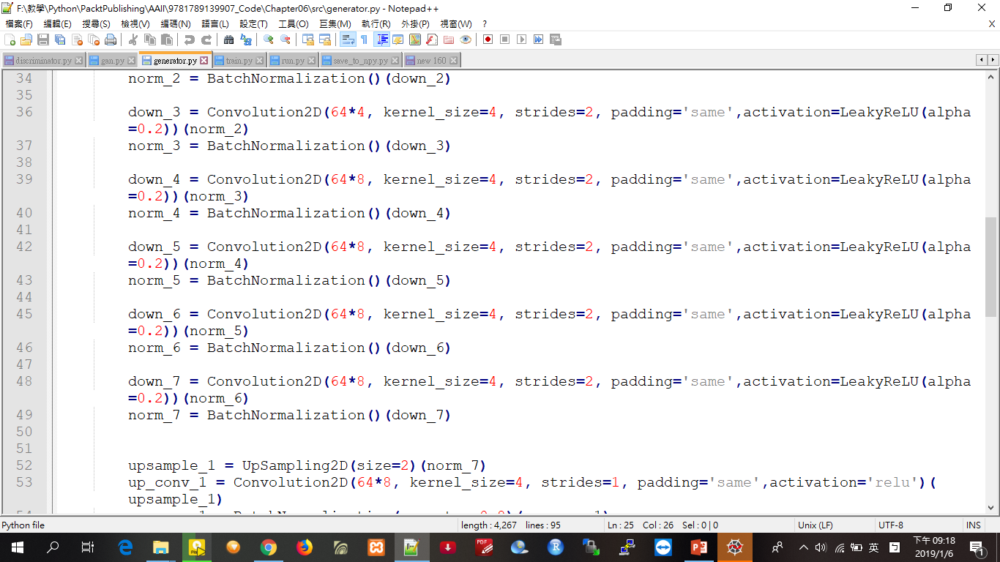 F:\教學\Python\PacktPublishing\AAII\9781789139907_Code\Chapter06\src\generator.py - Notepad++
檔案(F) 編輯(E) 搜尋(S) 檢視(V) 編碼(N) 語言(L) 設定(T) 工具(O) 巨集(M) 執行(R) 外掛(P) 視窗(W) ? X
discriminator.py gan.py generator.py train.py run.py save_to_npy.py new 160
34 norm_2 = BatchNormalization()(down_2)
35
36 down_3 = Convolution2D(64*4, kernel_size=4, strides=2, padding='same',activation=LeakyReLU(alpha
=0.2))(norm_2)
37 norm_3 = BatchNormalization()(down_3)
38
39 down_4 = Convolution2D(64*8, kernel_size=4, strides=2, padding='same',activation=LeakyReLU(alpha
=0.2))(norm_3)
40 norm_4 = BatchNormalization()(down_4)
41
42 down_5 = Convolution2D(64*8, kernel_size=4, strides=2, padding='same',activation=LeakyReLU(alpha
=0.2))(norm_4)
43 norm_5 = BatchNormalization()(down_5)
44
45 down_6 = Convolution2D(64*8, kernel_size=4, strides=2, padding='same',activation=LeakyReLU(alpha
=0.2))(norm_5)
46 norm_6 = BatchNormalization()(down_6)
47
48 down_7 = Convolution2D(64*8, kernel_size=4, strides=2, padding='same',activation=LeakyReLU(alpha
=0.2))(norm_6)
49 norm_7 = BatchNormalization()(down_7)
50
51
52 upsample_1 = UpSampling2D(size=2)(norm_7)
53 up_conv_1 = Convolution2D(64*8, kernel_size=4, strides=1, padding='same',activation='relu')(
upsample_1)
Python file length : 4,267 lines : 95 Ln : 25 Col : 26 Sel : 0 | 0 Unix (LF) UTF-8 INS
英 下午 09:18
2019/1/6